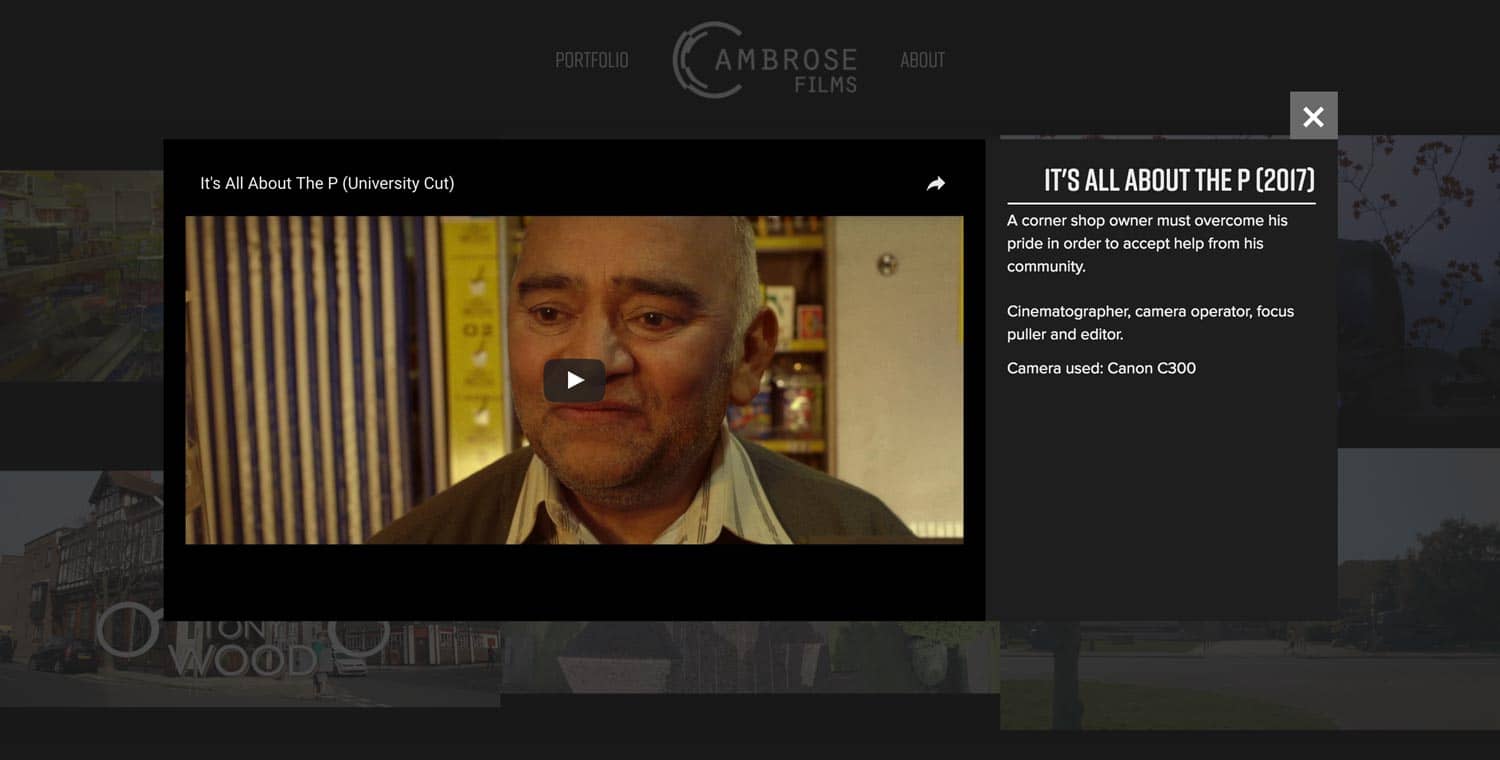 PORTFOLIO
CAMBROSE
FILMS
ABOUT
It's All About The P (University Cut)
IT'S ALL ABOUT THE P (2017)
A corner shop owner must overcome his
pride in order to accept help from his
community.
Cinematographer, camera operator, focus
puller and editor.
Camera used: Canon C300
WOOD